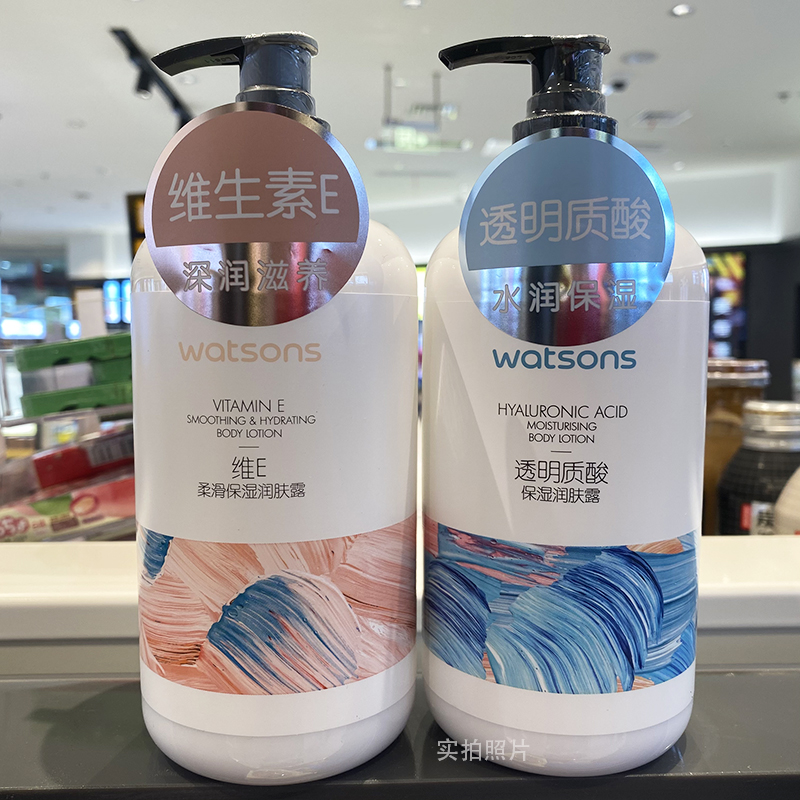 维生素E
深润滋养
watsons
VITAMIN E
SMOOTHING & HYDRATING
BODY LOTION
维E
柔滑保湿润肤露
透明质酸
水润保湿
watsons
HYALURONIC ACID
MOISTURISING
BODY LOTION
透明质酸
保湿润肤露
实拍照片